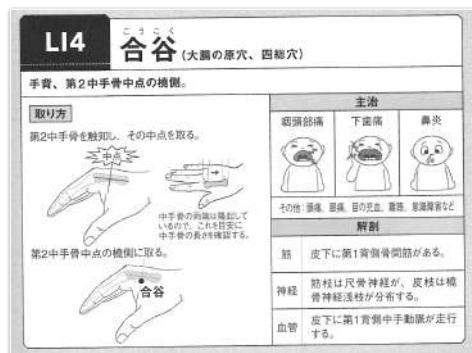 LI4
ごうこく
合谷(大腸の原穴、四総穴)
手背、第2中手骨中点の橈側。
取り方
第2中手骨を触知し、その中点を取る。
中点
中手骨の両端は隆起して
いるので、これを目安に
中手骨の長さを確認する。
第2中手骨中点の橈側に取る。
合谷
主治
咽頭部痛
下歯痛
鼻炎
その他:頭痛、眼痛、目の充血、難聴、意識障害など
解剖
筋
皮下に第1背側骨間筋がある。
神経
筋枝は尺骨神経が、皮枝は橈
骨神経浅枝が分布する。
血管
皮下に第1背側中手動脈が走行
する。